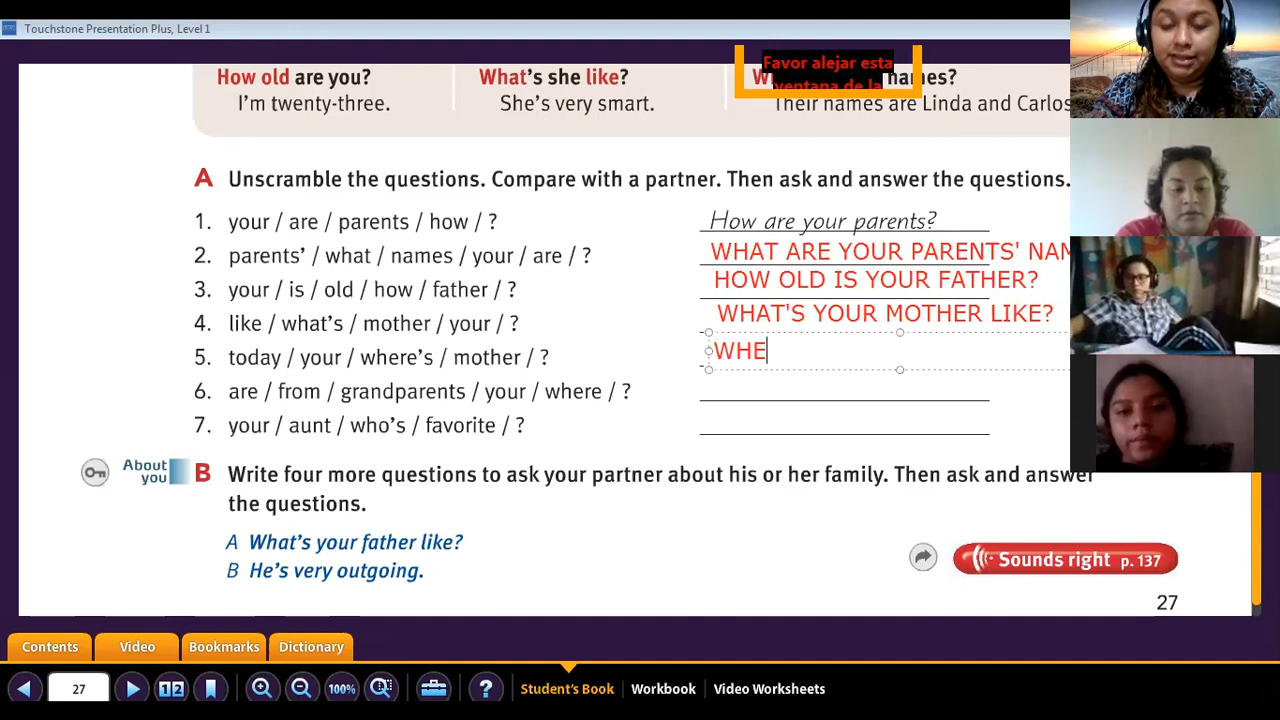 Touchstone Presentation Plus, Level 1
How old are you?
What's she like?
names?
Favor alejar esta
ventana de la
I'm twenty-three.
She's very smart.
Their names are Linda and Carlos
A Unscramble the questions. Compare with a partner. Then ask and answer the questions.
1. your / are / parents / how / ?
How are your parents?
2. parents' / what / names / your / are / ?
WHAT ARE YOUR PARENTS' NAM
3. your / is / old / how / father / ?
HOW OLD IS YOUR FATHER?
4. like / what's / mother / your / ?
WHAT'S YOUR MOTHER LIKE?
5. today / your / where's / mother / ?
WHE
6. are / from / grandparents / your / where / ?
7. your / aunt / who's / favorite / ?
About
you
B Write four more questions to ask your partner about his or her family. Then ask and answer
the questions.
A What's your father like?
B He's very outgoing.
Sounds right p. 137
27
Contents Video Bookmarks Dictionary
27
1 2
100%
?
Student's Book Workbook Video Worksheets